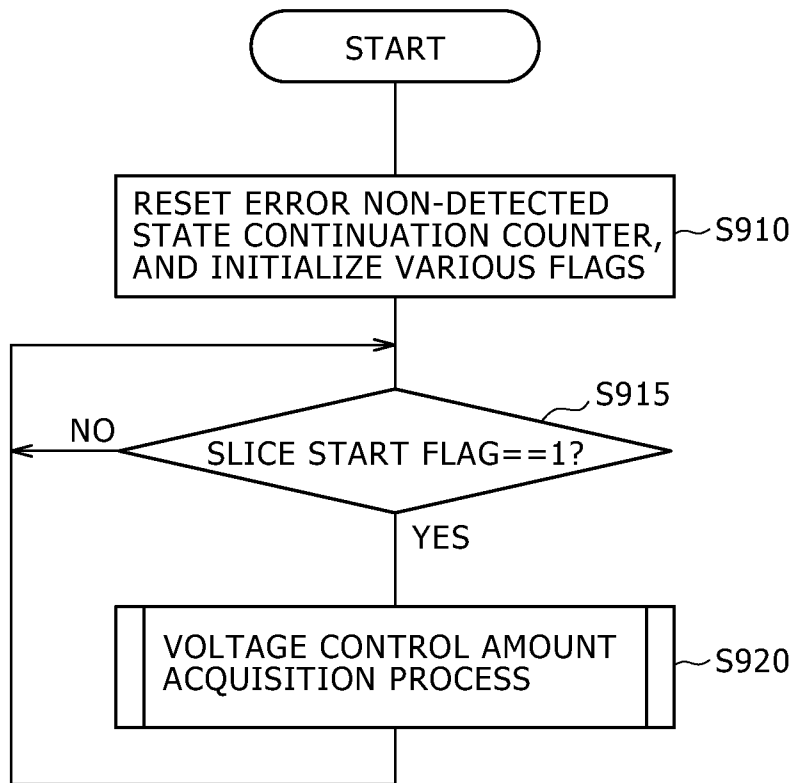 START
RESET ERROR NON-DETECTED
STATE CONTINUATION COUNTER,
AND INITIALIZE VARIOUS FLAGS
S910
S915
NO
SLICE START FLAG==1?
YES
VOLTAGE CONTROL AMOUNT
ACQUISITION PROCESS
S920